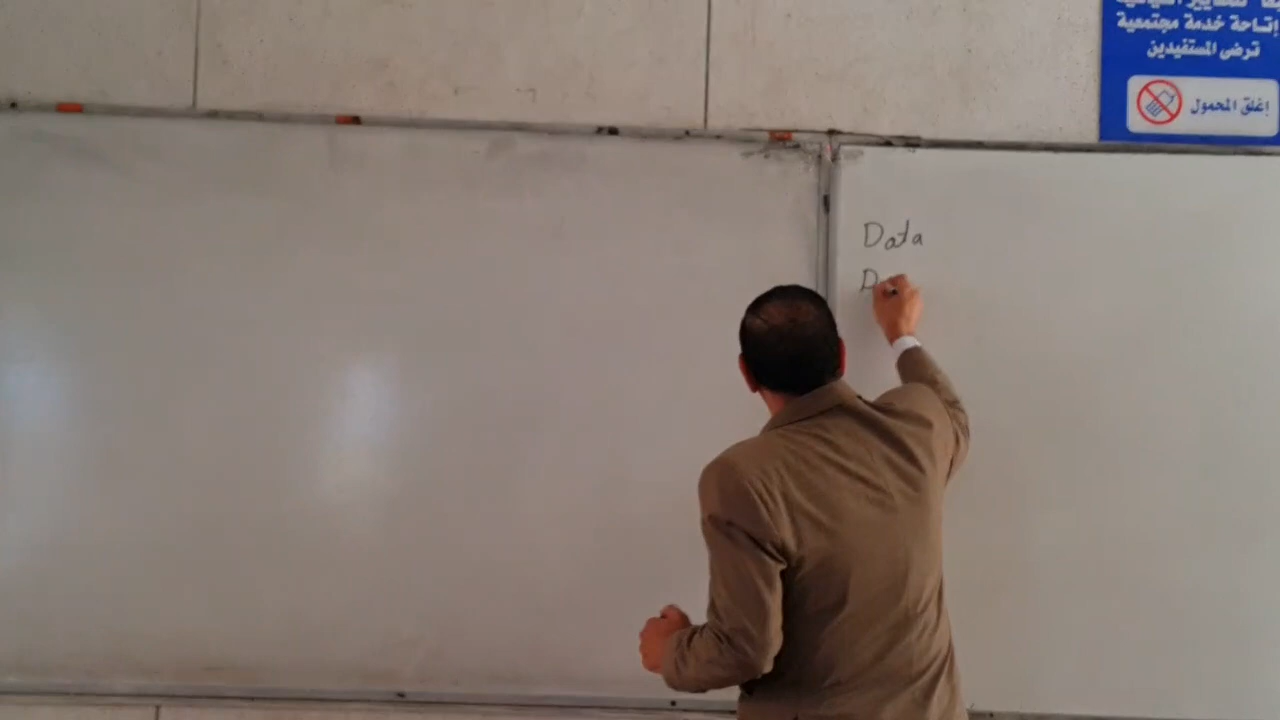 إتاحة خدمة مجتمعية
ترضى المستفيدين
إغلق المحمول
Data
D